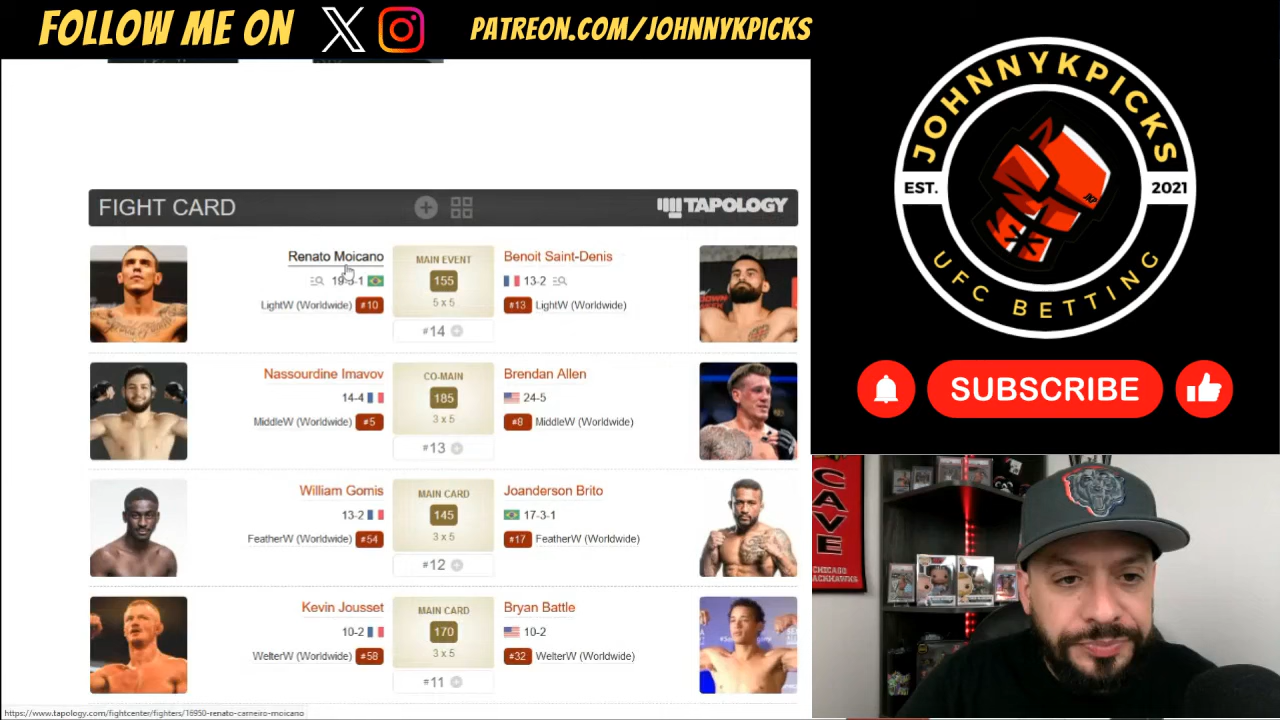 FOLLOW ME ON
PATREON.COM/JOHNNYKPICKS
FIGHT CARD
TAPOLOGY
Renato Moicano
MAIN EVENT
Benoit Saint-Denis
155
13-2
LightW (Worldwide) #10
5 x 5
#13 LightW (Worldwide)
#14
Nassourdine Imavov
CO-MAIN
Brendan Allen
14-4
185
24-5
MiddleW (Worldwide) #5
3 x 5
#8 MiddleW (Worldwide)
#13
William Gomis
MAIN CARD
Joanderson Brito
13-2
145
17-3-1
FeatherW (Worldwide) #54
3 x 5
#17 FeatherW (Worldwide)
#12
Kevin Jousset
MAIN CARD
Bryan Battle
10-2
170
10-2
WelterW (Worldwide) #58
3 x 5
#32 WelterW (Worldwide)
#11
https://www.tapology.com/fightcenter/fighters/16950-renato-carneiro-moicano
JOHNNYKPICKS
EST. 2021
JKP
UFC BETTING
SUBSCRIBE
CAVE
CHICAGO
BLACKHAWKS